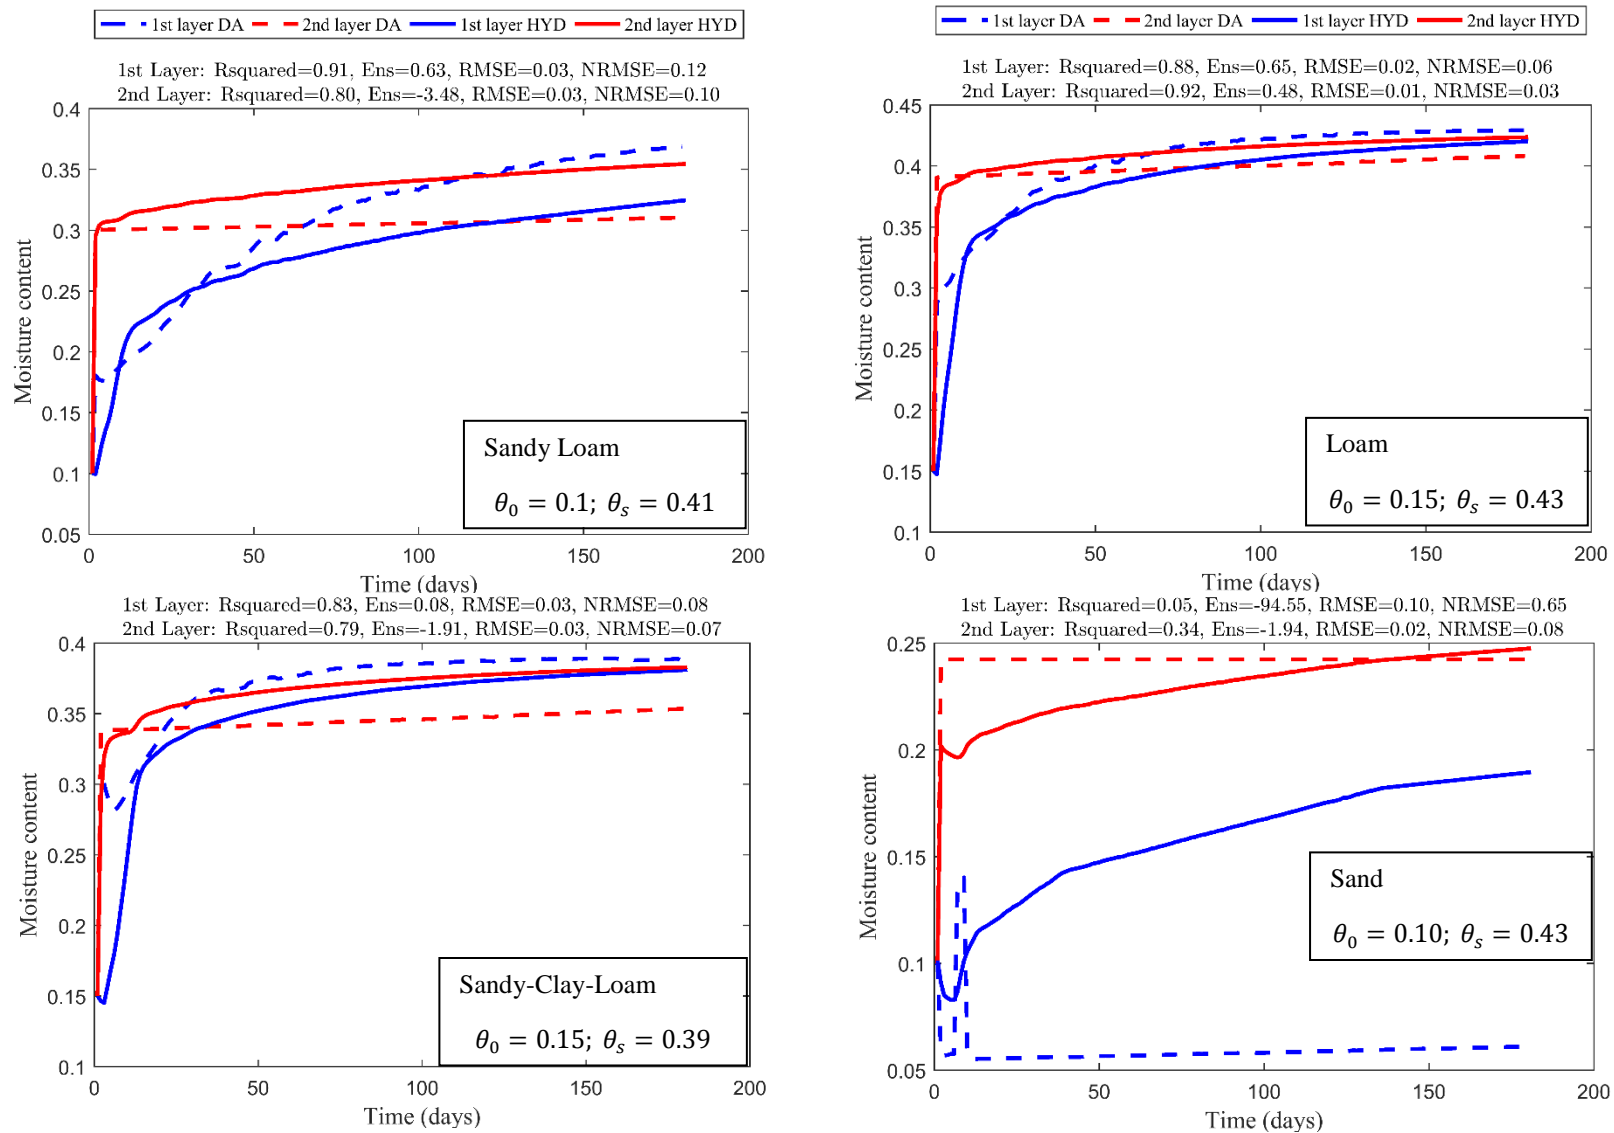 1st layer DA 2nd layer DA 1st layer HYD 2nd layer HYD
1st Layer: Rsquared=0.91, Ens=0.63, RMSE=0.03, NRMSE=0.12
2nd Layer: Rsquared=0.80, Ens=-3.48, RMSE=0.03, NRMSE=0.10
0.4
0.35
0.3
0.25
0.2
0.15
0.1
0.05
Moisture content
Sandy Loam
θ₀ = 0.1; θₛ = 0.41
0 50 100 150 200
Time (days)
1st layer DA 2nd layer DA 1st layer HYD 2nd layer HYD
1st Layer: Rsquared=0.88, Ens=0.65, RMSE=0.02, NRMSE=0.06
2nd Layer: Rsquared=0.92, Ens=0.48, RMSE=0.01, NRMSE=0.03
0.45
0.4
0.35
0.3
0.25
0.2
0.15
0.1
Moisture content
Loam
θ₀ = 0.15; θₛ = 0.43
0 50 100 150 200
Time (days)
1st Layer: Rsquared=0.83, Ens=0.08, RMSE=0.03, NRMSE=0.08
2nd Layer: Rsquared=0.79, Ens=-1.91, RMSE=0.03, NRMSE=0.07
0.4
0.35
0.3
0.25
0.2
0.15
0.1
Moisture content
Sandy-Clay-Loam
θ₀ = 0.15; θₛ = 0.39
0 50 100 150 200
Time (days)
1st Layer: Rsquared=0.05, Ens=-94.55, RMSE=0.10, NRMSE=0.65
2nd Layer: Rsquared=0.34, Ens=-1.94, RMSE=0.02, NRMSE=0.08
0.25
0.2
0.15
0.1
0.05
Moisture content
Sand
θ₀ = 0.10; θₛ = 0.43
0 50 100 150 200
Time (days)